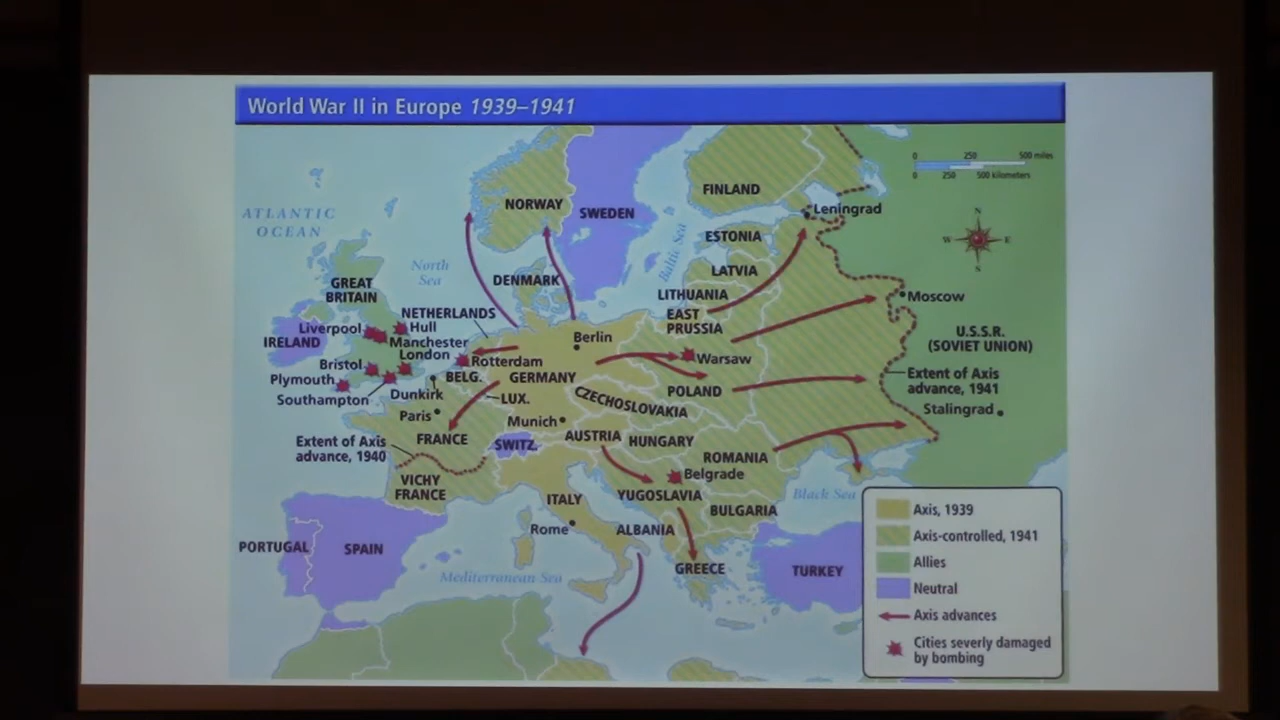 World War II in Europe 1939–1941
0 250 500 miles
0 250 500 kilometers
ATLANTIC
OCEAN
NORWAY
SWEDEN
FINLAND
Leningrad
N
W E
S
North
Sea
Baltic Sea
ESTONIA
LATVIA
LITHUANIA
EAST
PRUSSIA
DENMARK
GREAT
BRITAIN
NETHERLANDS
Moscow
U.S.S.R.
(SOVIET UNION)
IRELAND
Liverpool
Hull
Manchester
London
Bristol
Plymouth
Southampton
Berlin
Rotterdam
Warsaw
BELG.
GERMANY
POLAND
Extent of Axis
advance, 1941
Dunkirk
LUX.
CZECHOSLOVAKIA
Stalingrad
Paris
Munich
FRANCE
SWITZ.
AUSTRIA
HUNGARY
Extent of Axis
advance, 1940
ROMANIA
VICHY
FRANCE
Belgrade
ITALY
YUGOSLAVIA
Black Sea
BULGARIA
Rome
ALBANIA
PORTUGAL
SPAIN
GREECE
TURKEY
Mediterranean Sea
Axis, 1939
Axis-controlled, 1941
Allies
Neutral
Axis advances
Cities severly damaged
by bombing